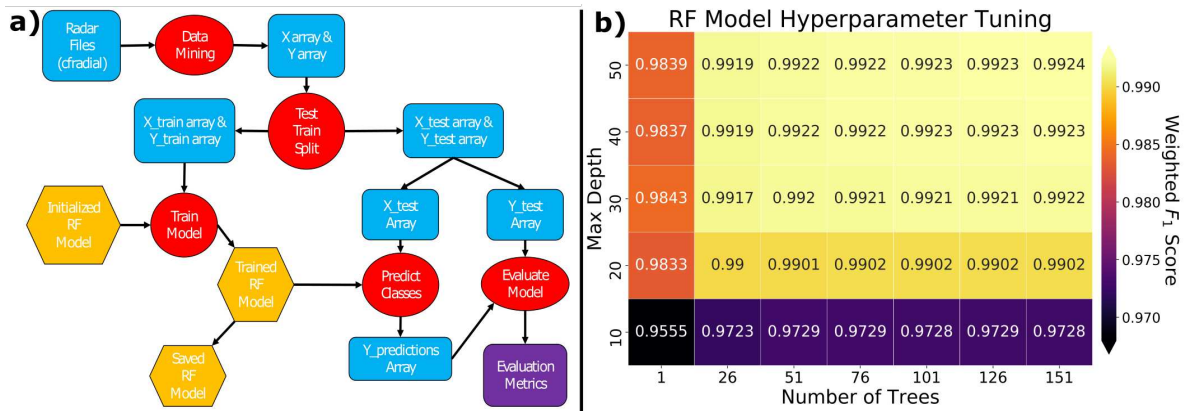 a)
Radar
Files
(cfradial)
Data
Mining
X array &
Y array
X_train array &
Y_train array
Test
Train
Split
X_test array &
Y_test array
Initialized
RF
Model
Train
Model
X_test
Array
Y_test
Array
Trained
RF
Model
Predict
Classes
Evaluate
Model
Saved
RF
Model
Y_predictions
Array
Evaluation
Metrics
b)
RF Model Hyperparameter Tuning
Max Depth
50 0.9839 0.9919 0.9922 0.9922 0.9923 0.9923 0.9924
40 0.9837 0.9919 0.9922 0.9922 0.9923 0.9923 0.9923
30 0.9843 0.9917 0.992 0.9921 0.9921 0.9921 0.9922
20 0.9833 0.99 0.9901 0.9902 0.9902 0.9902 0.9902
10 0.9555 0.9723 0.9729 0.9729 0.9728 0.9729 0.9728
1 26 51 76 101 126 151
Number of Trees
0.990
0.985
0.980
0.975
0.970
Weighted F₁ Score